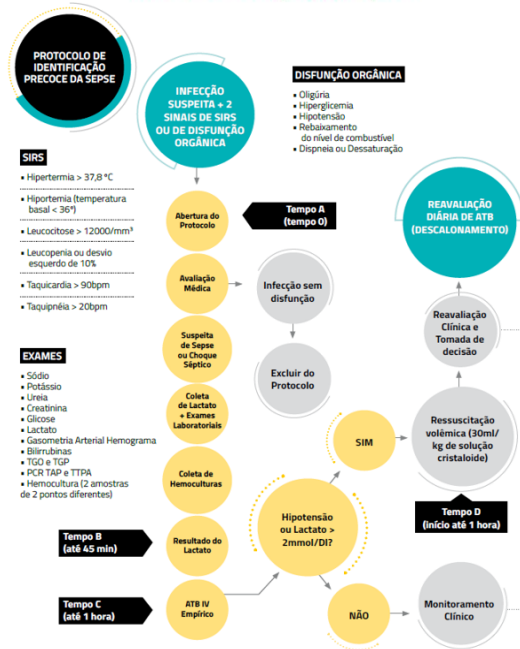 PROTOCOLO DE
IDENTIFICAÇÃO
PRECOCE DA SEPSE
INFECÇÃO
SUSPEITA + 2
SINAIS DE SIRS
OU DE DISFUNÇÃO
ORGÂNICA
DISFUNÇÃO ORGÂNICA
• Oligúria
• Hiperglicemia
• Hipotensão
• Rebaixamento
do nível de combustível
• Dispneia ou Dessaturação
SIRS
• Hipertermia > 37,8 °C
• Hiportemia (temperatura
basal < 36°)
• Leucocitose > 12000/mm³
• Leucopenia ou desvio
esquerdo de 10%
• Taquicardia > 90bpm
• Taquipnéia > 20bpm
EXAMES
• Sódio
• Potássio
• Ureia
• Creatinina
• Glicose
• Lactato
• Gasometria Arterial Hemograma
• Bilirrubinas
• TGO e TGP
• PCR TAP e TTPA
• Hemocultura (2 amostras
de 2 pontos diferentes)
Abertura do
Protocolo
Tempo A
(tempo 0)
Avaliação
Médica
Infecção sem
disfunção
Excluir do
Protocolo
Suspeita
de Sepse
ou Choque
Séptico
Coleta
de Lactato
+ Exames
Laboratoriais
Coleta de
Hemoculturas
Tempo B
(até 45 min)
Resultado do
Lactato
Tempo C
(até 1 hora)
ATB IV
Empírico
Hipotensão
ou Lactato >
2mmol/Dl?
SIM
NÃO
Ressuscitação
volêmica (30ml/
kg de solução
cristaloide)
Tempo D
(início até 1 hora)
Monitoramento
Clínico
Reavaliação
Clínica e
Tomada de
decisão
REAVALIAÇÃO
DIÁRIA DE ATB
(DESCALONAMENTO)